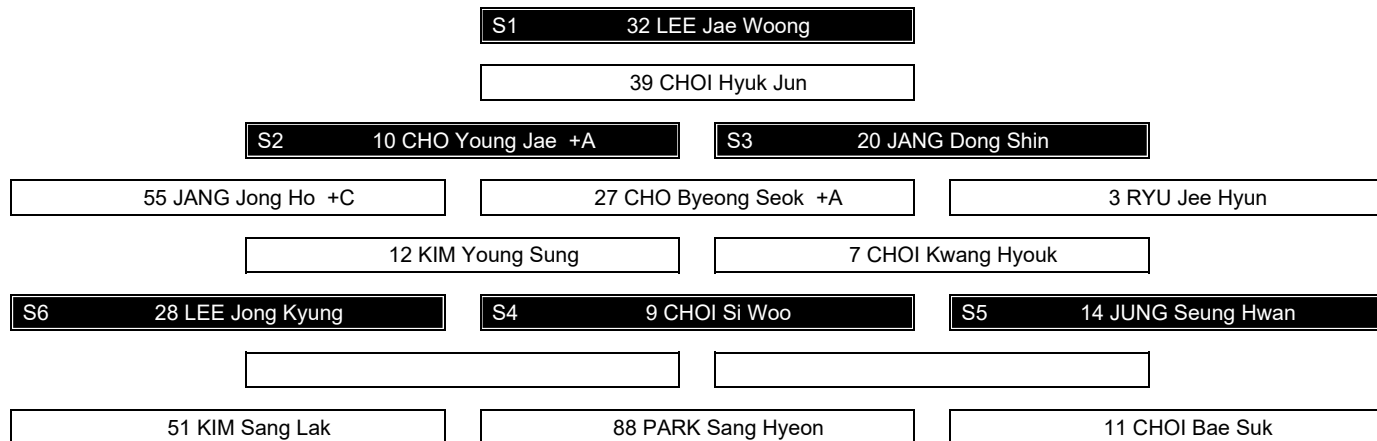 S1 32 LEE Jae Woong
39 CHOI Hyuk Jun
S2 10 CHO Young Jae +A S3 20 JANG Dong Shin
55 JANG Jong Ho +C 27 CHO Byeong Seok +A 3 RYU Jee Hyun
12 KIM Young Sung 7 CHOI Kwang Hyouk
S6 28 LEE Jong Kyung S4 9 CHOI Si Woo S5 14 JUNG Seung Hwan
51 KIM Sang Lak 88 PARK Sang Hyeon 11 CHOI Bae Suk